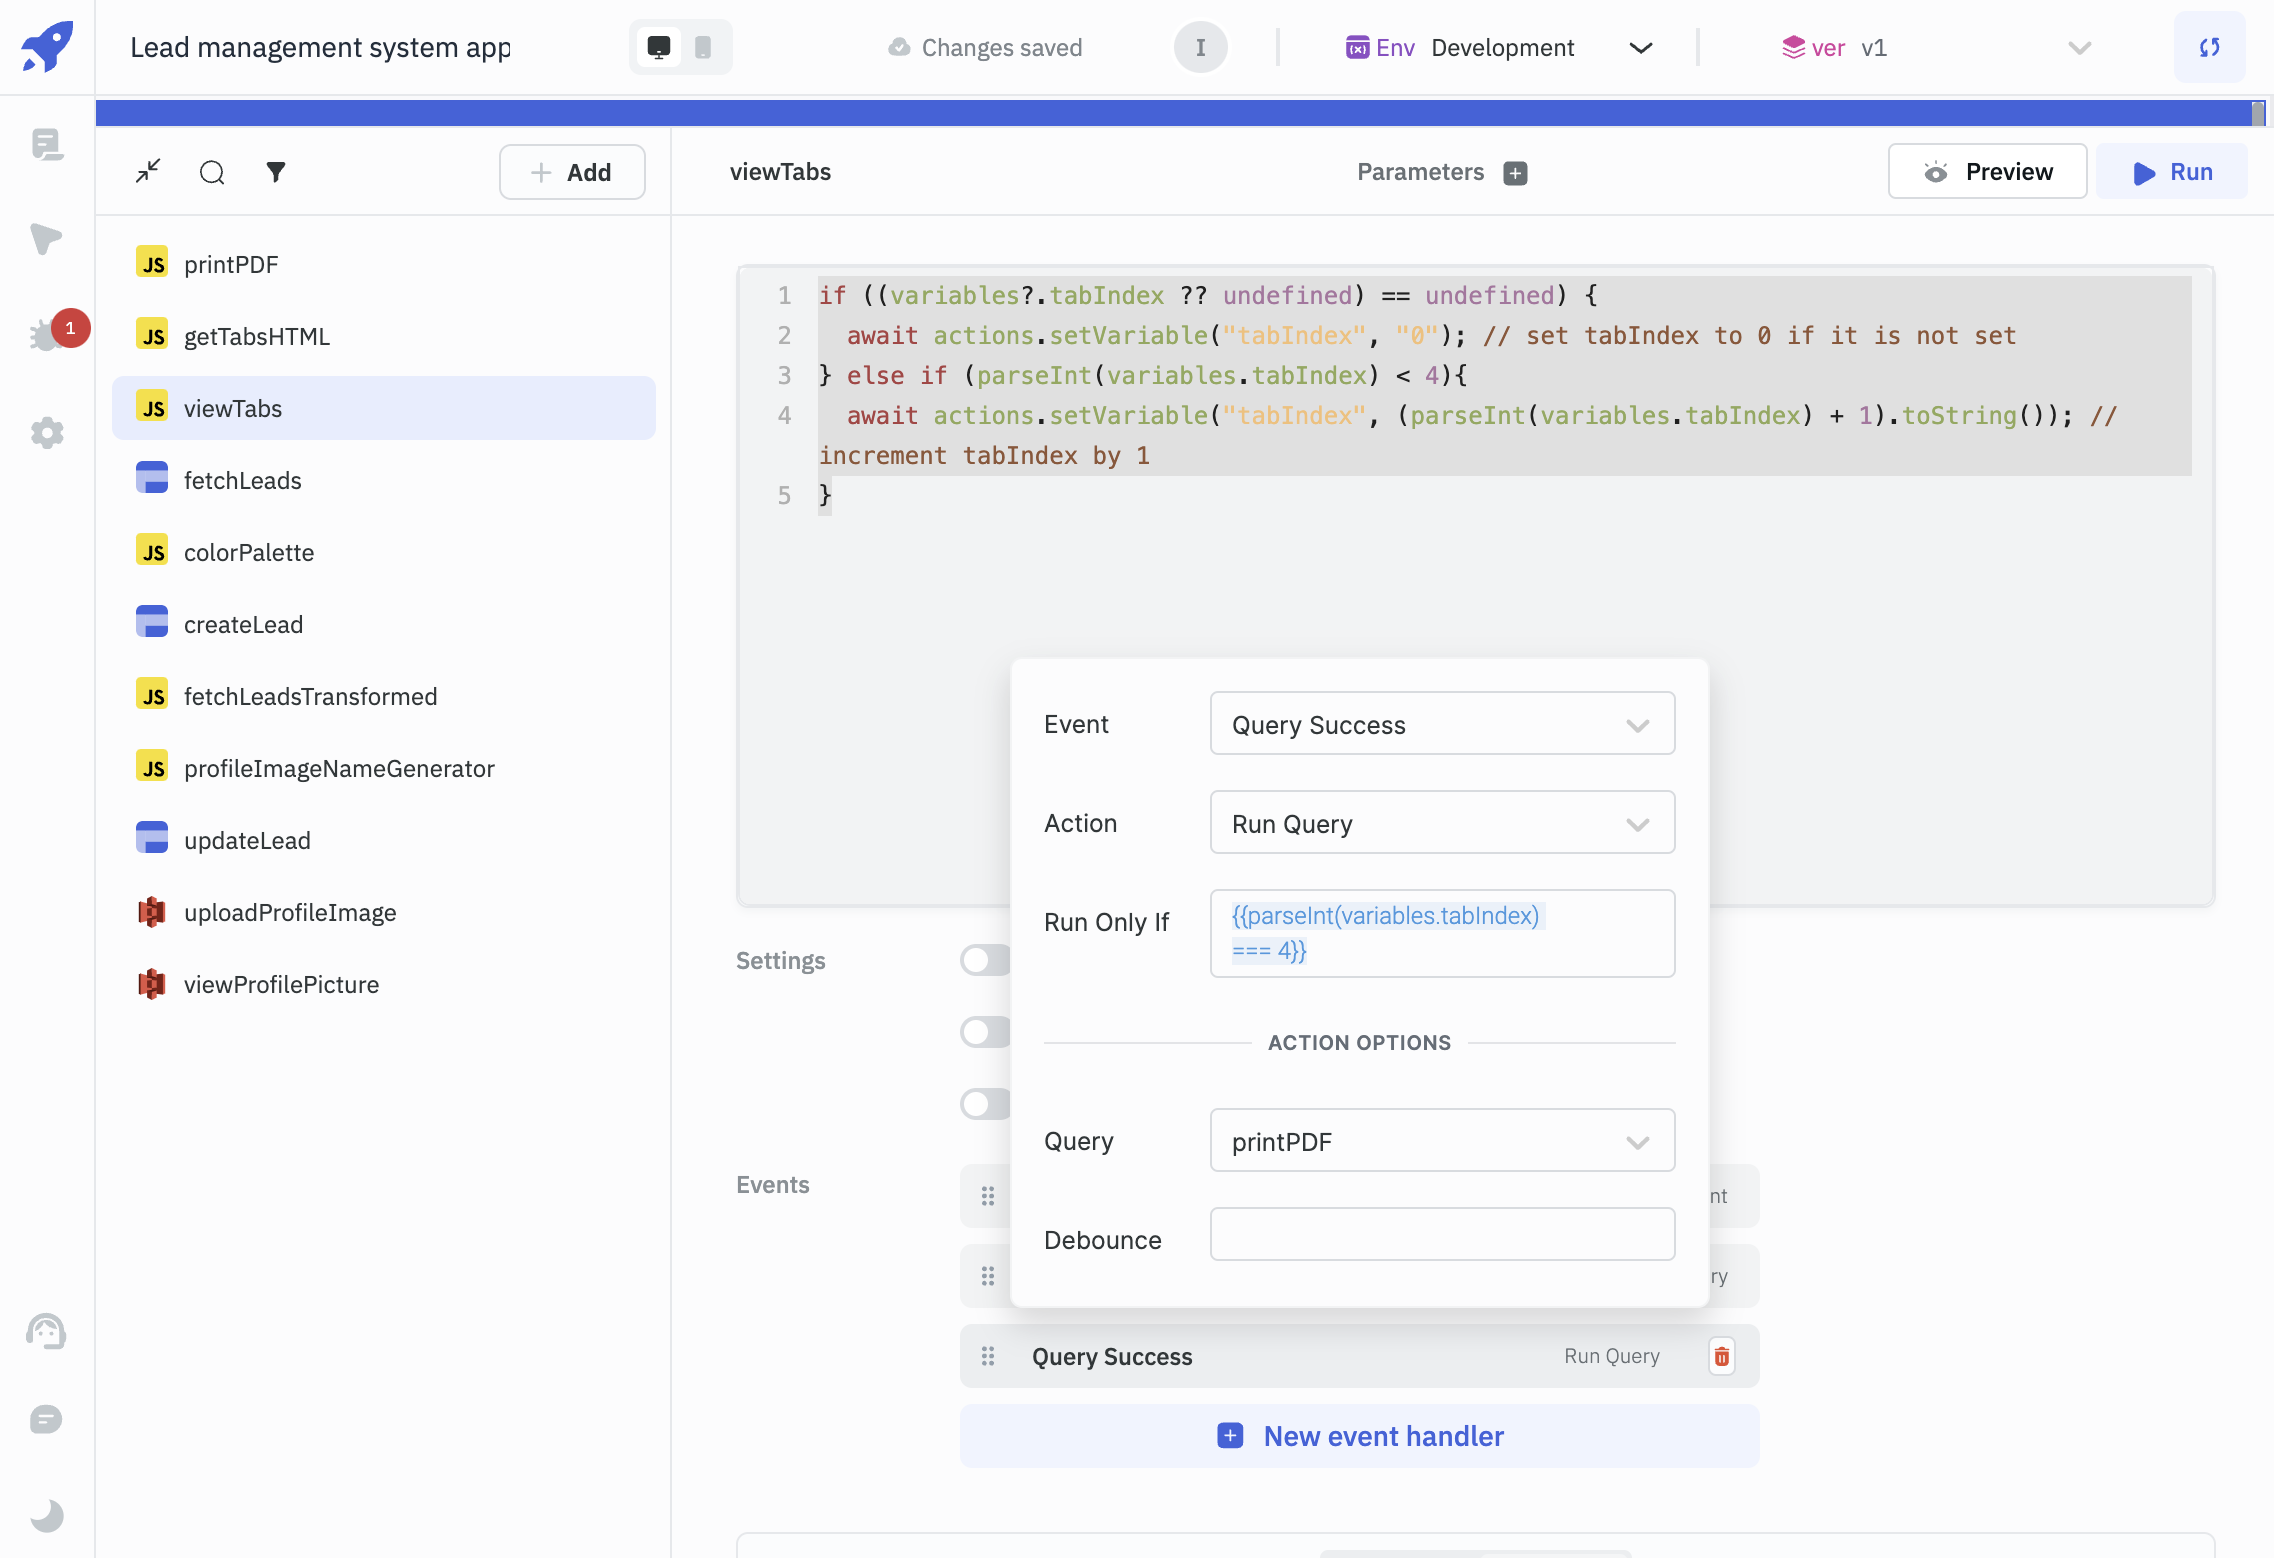 Lead management system app
Changes saved
I
Env Development
ver v1
1
Add
viewTabs
Parameters
Preview
Run
JS printPDF
JS getTabsHTML
JS viewTabs
fetchLeads
JS colorPalette
createLead
JS fetchLeadsTransformed
JS profileImageNameGenerator
updateLead
uploadProfileImage
viewProfilePicture
1 if ((variables?.tabIndex ?? undefined) == undefined) {
2 await actions.setVariable("tabIndex", "0"); // set tabIndex to 0 if it is not set
3 } else if (parseInt(variables.tabIndex) < 4){
4 await actions.setVariable("tabIndex", (parseInt(variables.tabIndex) + 1).toString()); //
increment tabIndex by 1
5 }
Event Query Success
Action Run Query
Run Only If {{parseInt(variables.tabIndex)
=== 4}}
ACTION OPTIONS
Query printPDF
Debounce
Settings
Events
nt
ry
Query Success Run Query
New event handler